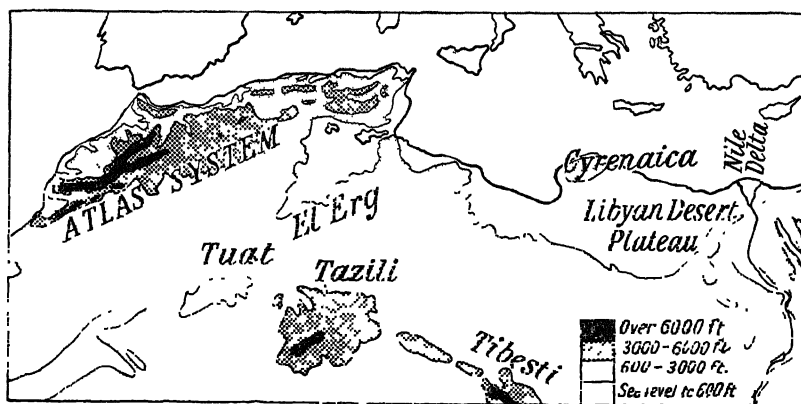 Cyrenaica
Nile
Delta
ATLAS SYSTEM
El Erg
Libyan Desert
Plateau
Tuat
Tazili
Tibesti
Over 6000 ft
3000-6000 ft
600-3000 ft.
Sea level to 600 ft